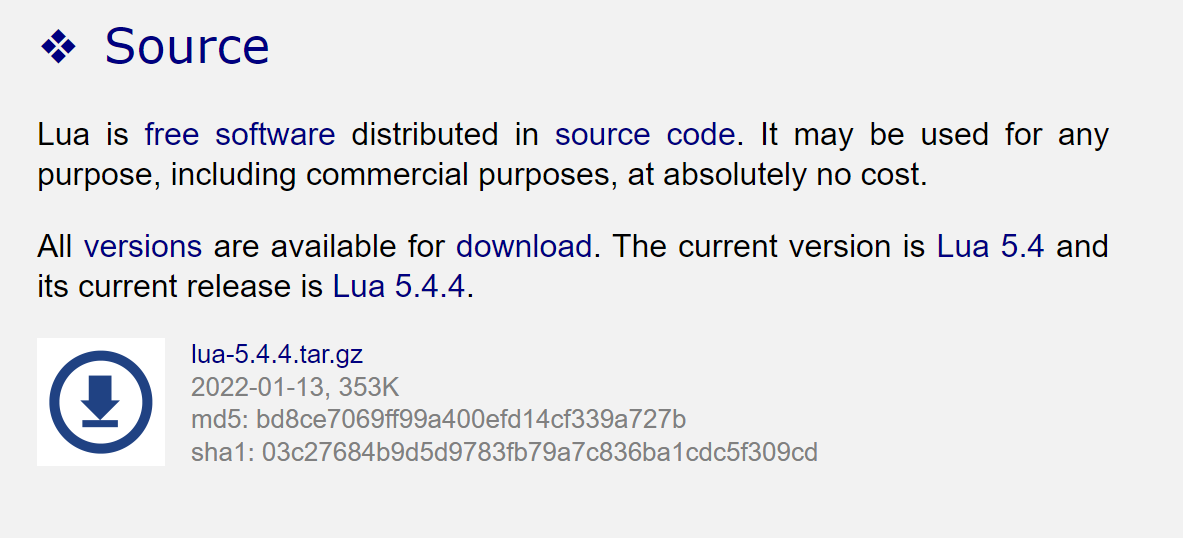 ❖ Source
Lua is free software distributed in source code. It may be used for any
purpose, including commercial purposes, at absolutely no cost.
All versions are available for download. The current version is Lua 5.4 and
its current release is Lua 5.4.4.
lua-5.4.4.tar.gz
2022-01-13, 353K
md5: bd8ce7069ff99a400efd14cf339a727b
sha1: 03c27684b9d5d9783fb79a7c836ba1cdc5f309cd